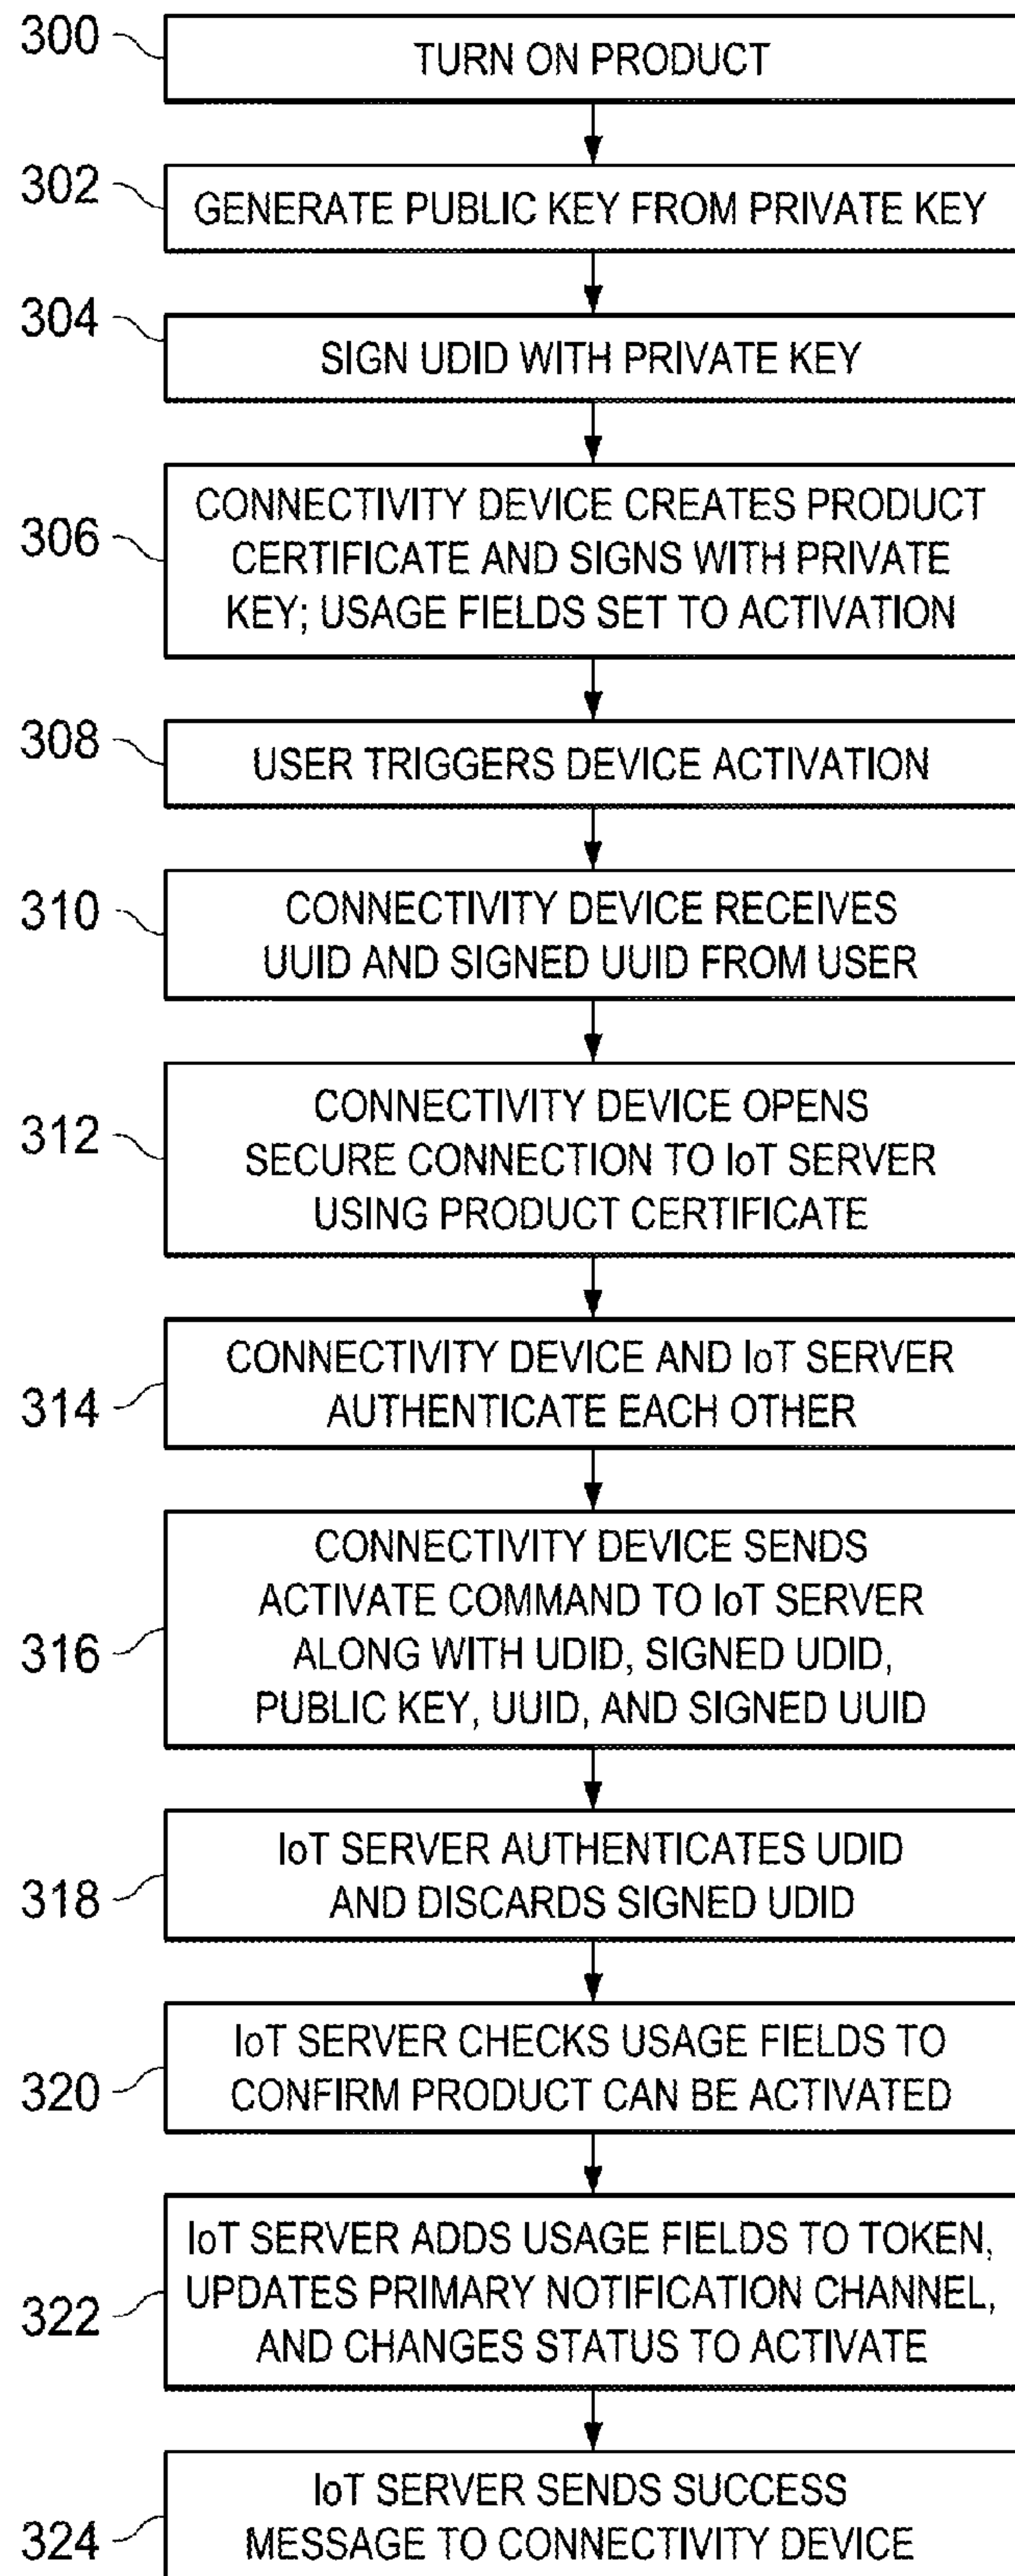 300
TURN ON PRODUCT
302
GENERATE PUBLIC KEY FROM PRIVATE KEY
304
SIGN UDID WITH PRIVATE KEY
306
CONNECTIVITY DEVICE CREATES PRODUCT
CERTIFICATE AND SIGNS WITH PRIVATE
KEY; USAGE FIELDS SET TO ACTIVATION
308
USER TRIGGERS DEVICE ACTIVATION
310
CONNECTIVITY DEVICE RECEIVES
UUID AND SIGNED UUID FROM USER
312
CONNECTIVITY DEVICE OPENS
SECURE CONNECTION TO IoT SERVER
USING PRODUCT CERTIFICATE
314
CONNECTIVITY DEVICE AND IoT SERVER
AUTHENTICATE EACH OTHER
316
CONNECTIVITY DEVICE SENDS
ACTIVATE COMMAND TO IoT SERVER
ALONG WITH UDID, SIGNED UDID,
PUBLIC KEY, UUID, AND SIGNED UUID
318
IoT SERVER AUTHENTICATES UDID
AND DISCARDS SIGNED UDID
320
IoT SERVER CHECKS USAGE FIELDS TO
CONFIRM PRODUCT CAN BE ACTIVATED
322
IoT SERVER ADDS USAGE FIELDS TO TOKEN,
UPDATES PRIMARY NOTIFICATION CHANNEL,
AND CHANGES STATUS TO ACTIVATE
324
IoT SERVER SENDS SUCCESS
MESSAGE TO CONNECTIVITY DEVICE